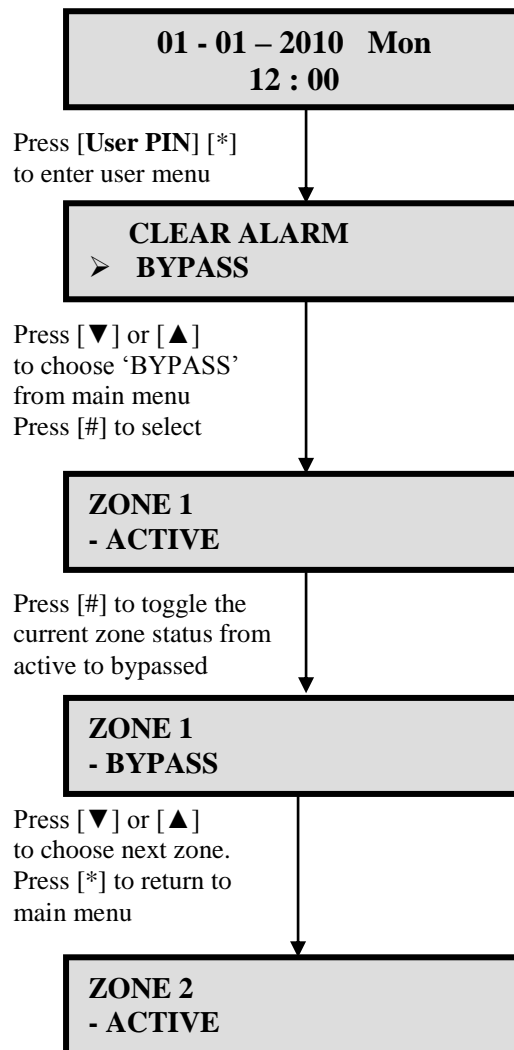 01 - 01 – 2010 Mon
12 : 00
Press [User PIN] [*]
to enter user menu
CLEAR ALARM
➢ BYPASS
Press [▼] or [▲]
to choose ‘BYPASS’
from main menu
Press [#] to select
ZONE 1
- ACTIVE
Press [#] to toggle the
current zone status from
active to bypassed
ZONE 1
- BYPASS
Press [▼] or [▲]
to choose next zone.
Press [*] to return to
main menu
ZONE 2
- ACTIVE